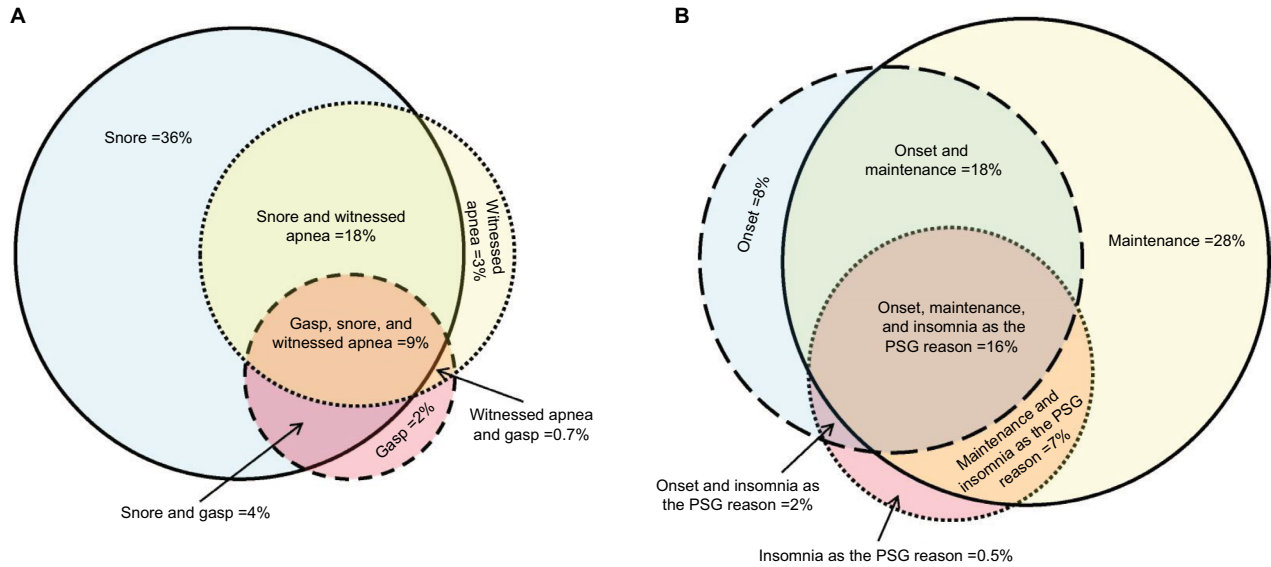 A
Snore =36%
Snore and witnessed
apnea =18%
Witnessed
apnea =3%
Gasp, snore, and
witnessed apnea =9%
Gasp =2%
Witnessed apnea
and gasp =0.7%
Snore and gasp =4%
B
Onset =8%
Onset and
maintenance =18%
Maintenance =28%
Onset, maintenance,
and insomnia as the
PSG reason =16%
Maintenance and
insomnia as the PSG
reason =7%
Onset and insomnia as
the PSG reason =2%
Insomnia as the PSG reason =0.5%